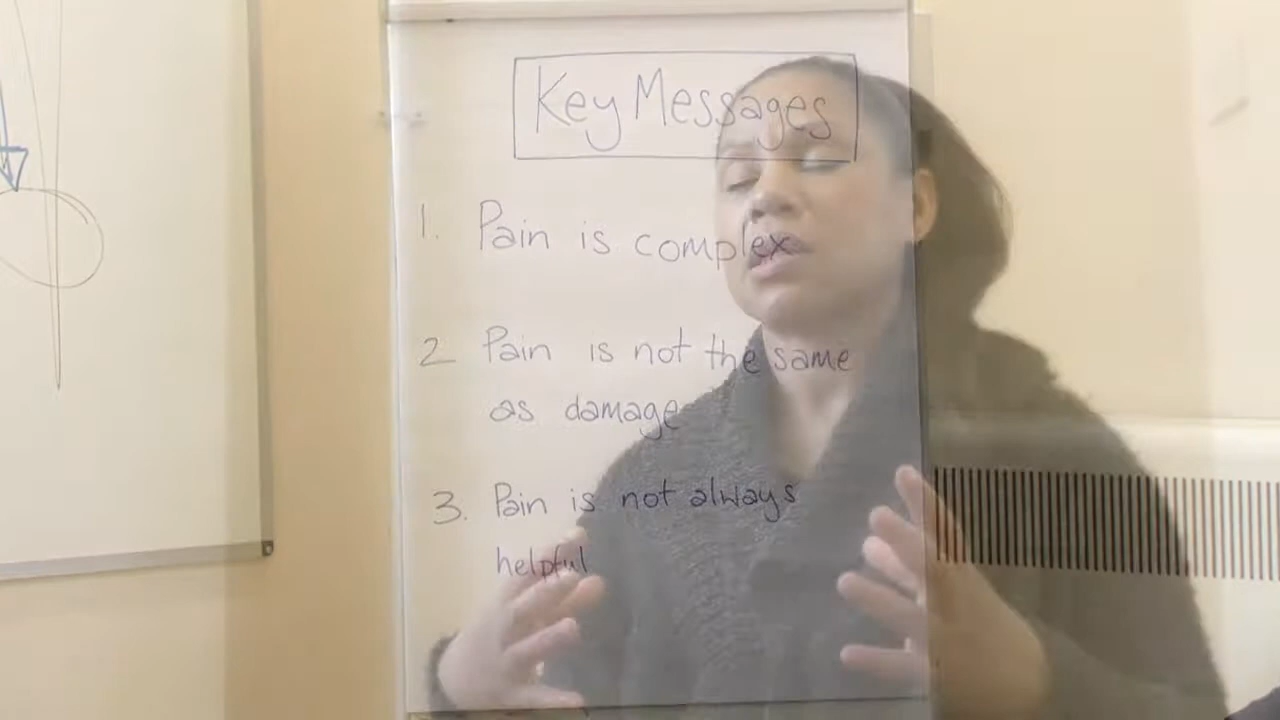 Key Messages
1. Pain is complex
2 Pain is not the same
as damage
3. Pain is not always
helpful